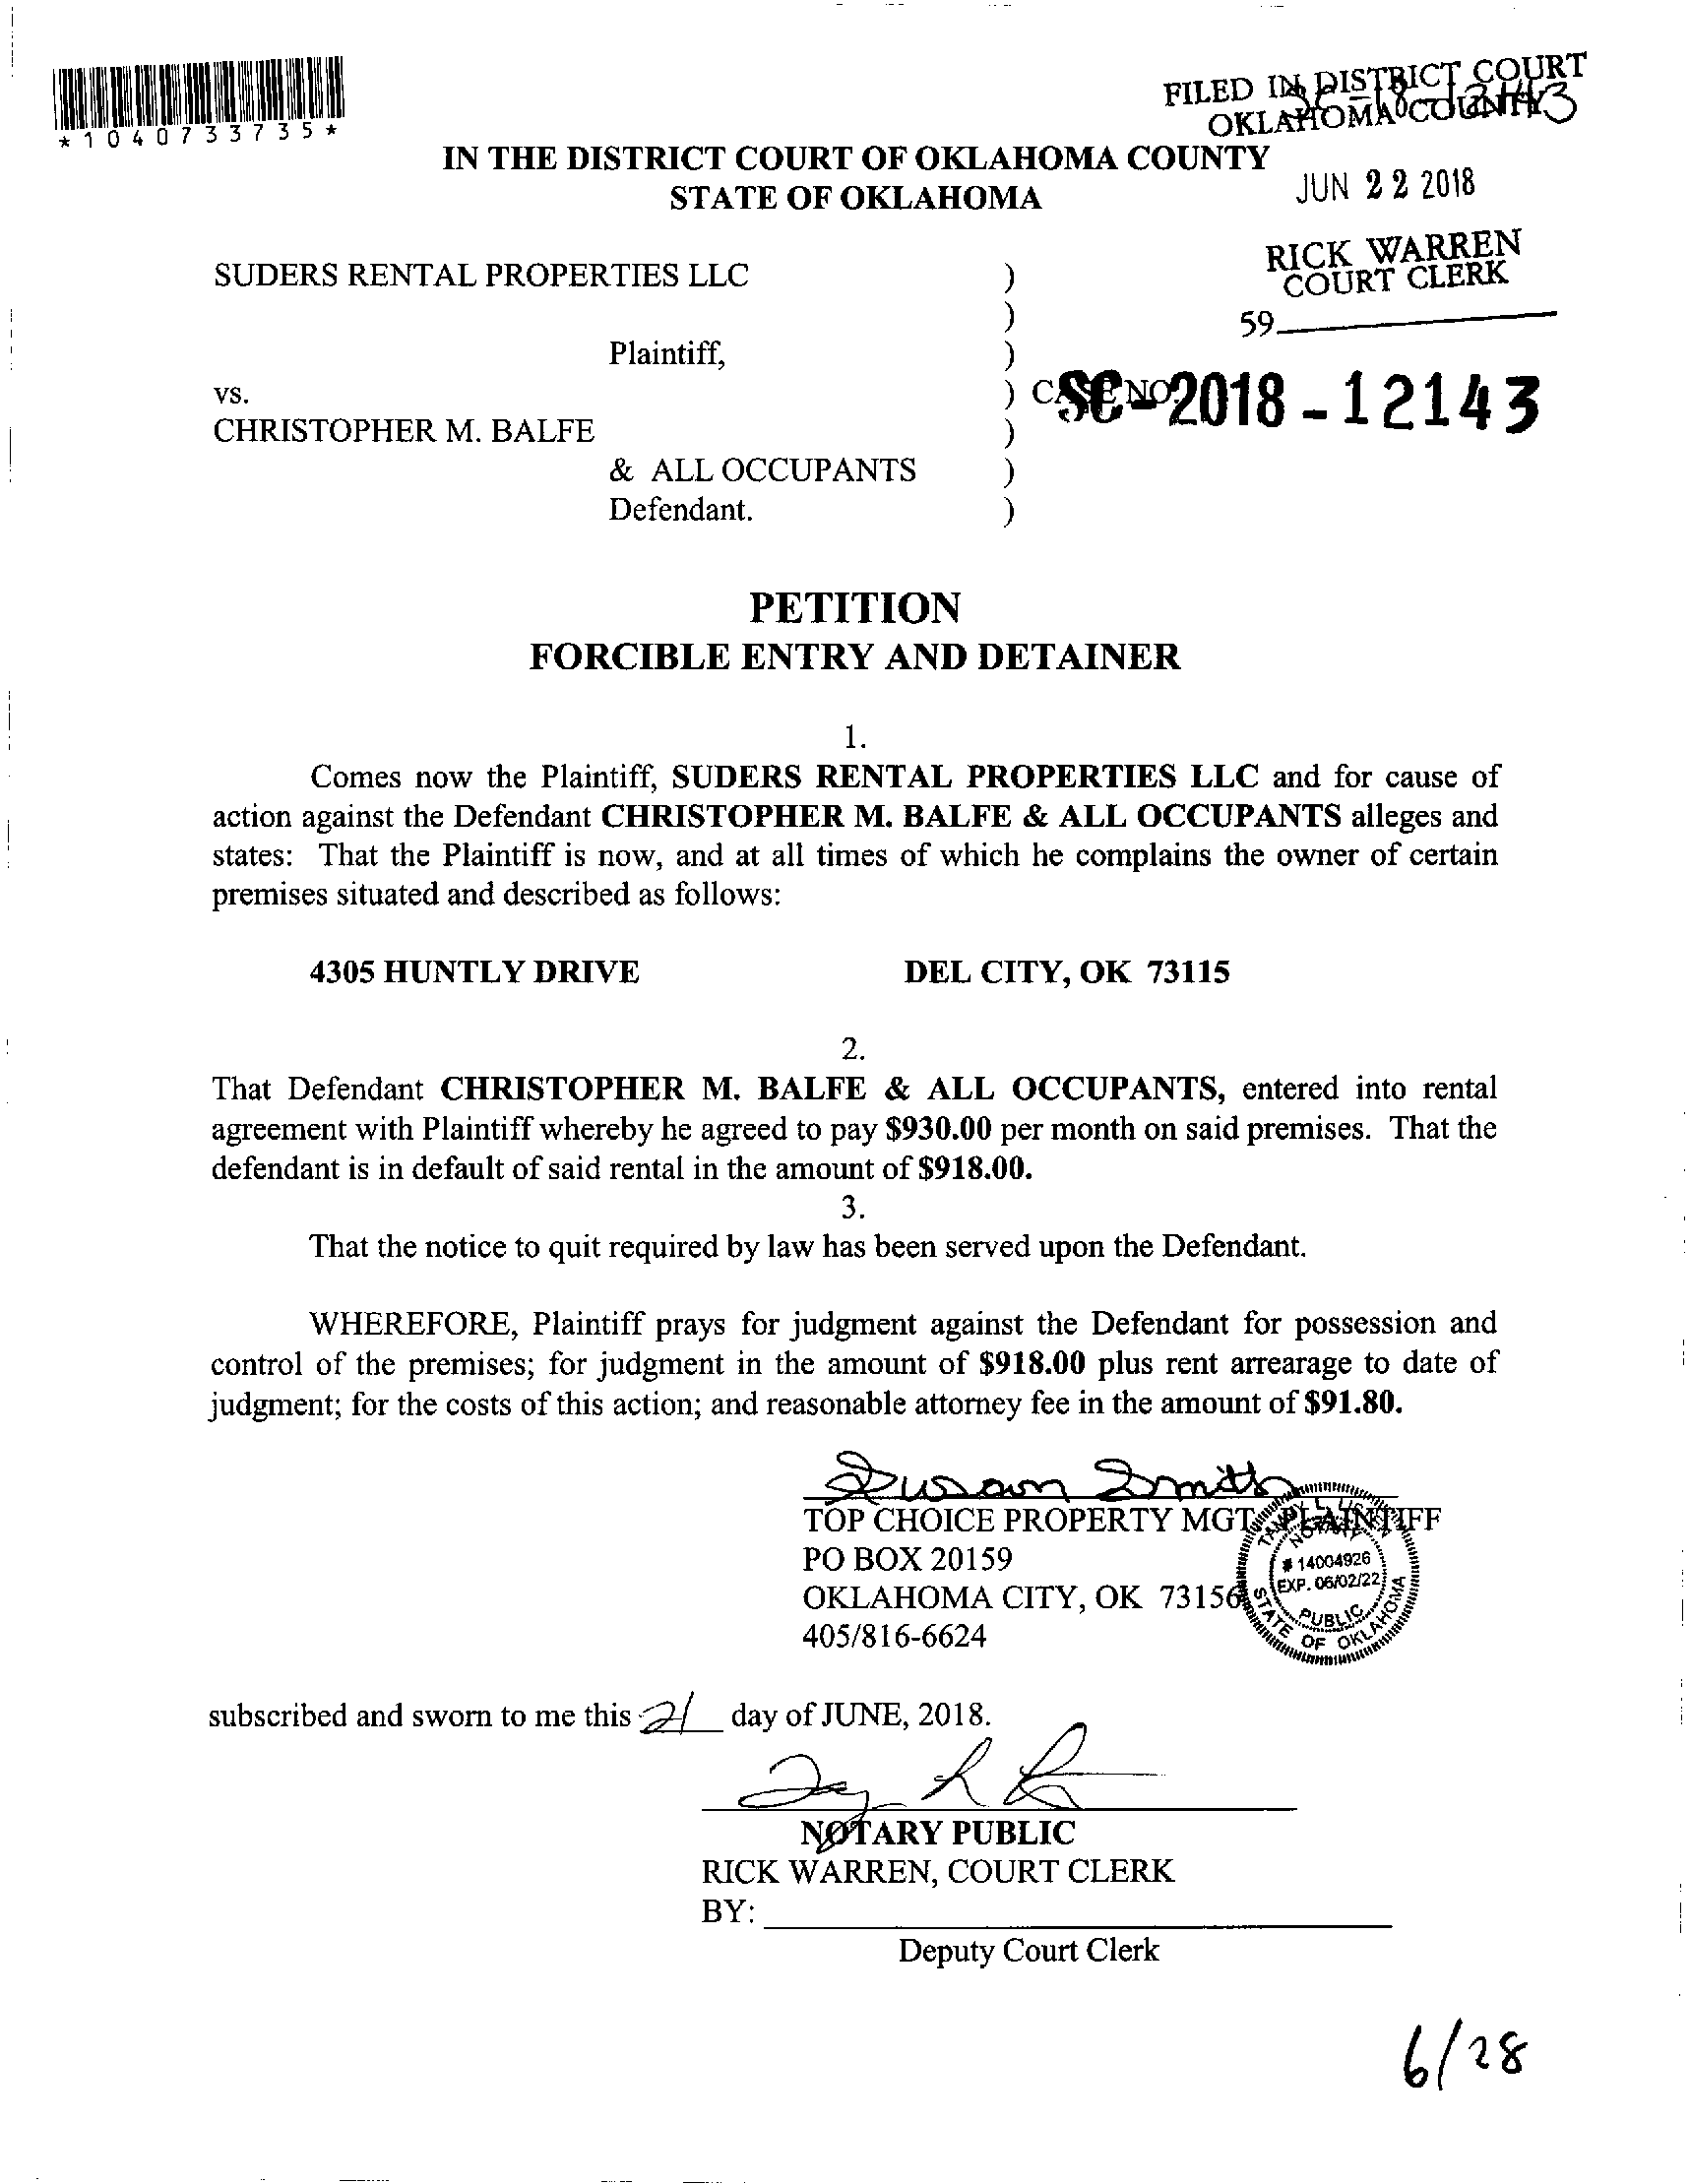 *1040733735*
FILED IN DISTRICT COURT
OKLAHOMA COUNTY
IN THE DISTRICT COURT OF OKLAHOMA COUNTY
STATE OF OKLAHOMA
JUN 22 2018
RICK WARREN
COURT CLERK
59
SUDERS RENTAL PROPERTIES LLC )
)
Plaintiff, )
vs. ) CASE NO. SC-2018-12143
CHRISTOPHER M. BALFE )
& ALL OCCUPANTS )
Defendant. )
PETITION
FORCIBLE ENTRY AND DETAINER
1.
Comes now the Plaintiff, SUDERS RENTAL PROPERTIES LLC and for cause of
action against the Defendant CHRISTOPHER M. BALFE & ALL OCCUPANTS alleges and
states: That the Plaintiff is now, and at all times of which he complains the owner of certain
premises situated and described as follows:
4305 HUNTLY DRIVE DEL CITY, OK 73115
2.
That Defendant CHRISTOPHER M. BALFE & ALL OCCUPANTS, entered into rental
agreement with Plaintiff whereby he agreed to pay $930.00 per month on said premises. That the
defendant is in default of said rental in the amount of $918.00.
3.
That the notice to quit required by law has been served upon the Defendant.
WHEREFORE, Plaintiff prays for judgment against the Defendant for possession and
control of the premises; for judgment in the amount of $918.00 plus rent arrearage to date of
judgment; for the costs of this action; and reasonable attorney fee in the amount of $91.80.
Susan Smith
TOP CHOICE PROPERTY MGT PLAINTIFF
PO BOX 20159
OKLAHOMA CITY, OK 73156
405/816-6624
NOTARY
# 14004926
EXP. 06/02/22
PUBLIC
STATE OF OKLAHOMA
subscribed and sworn to me this 21 day of JUNE, 2018.
NOTARY PUBLIC
RICK WARREN, COURT CLERK
BY:
Deputy Court Clerk
6/28